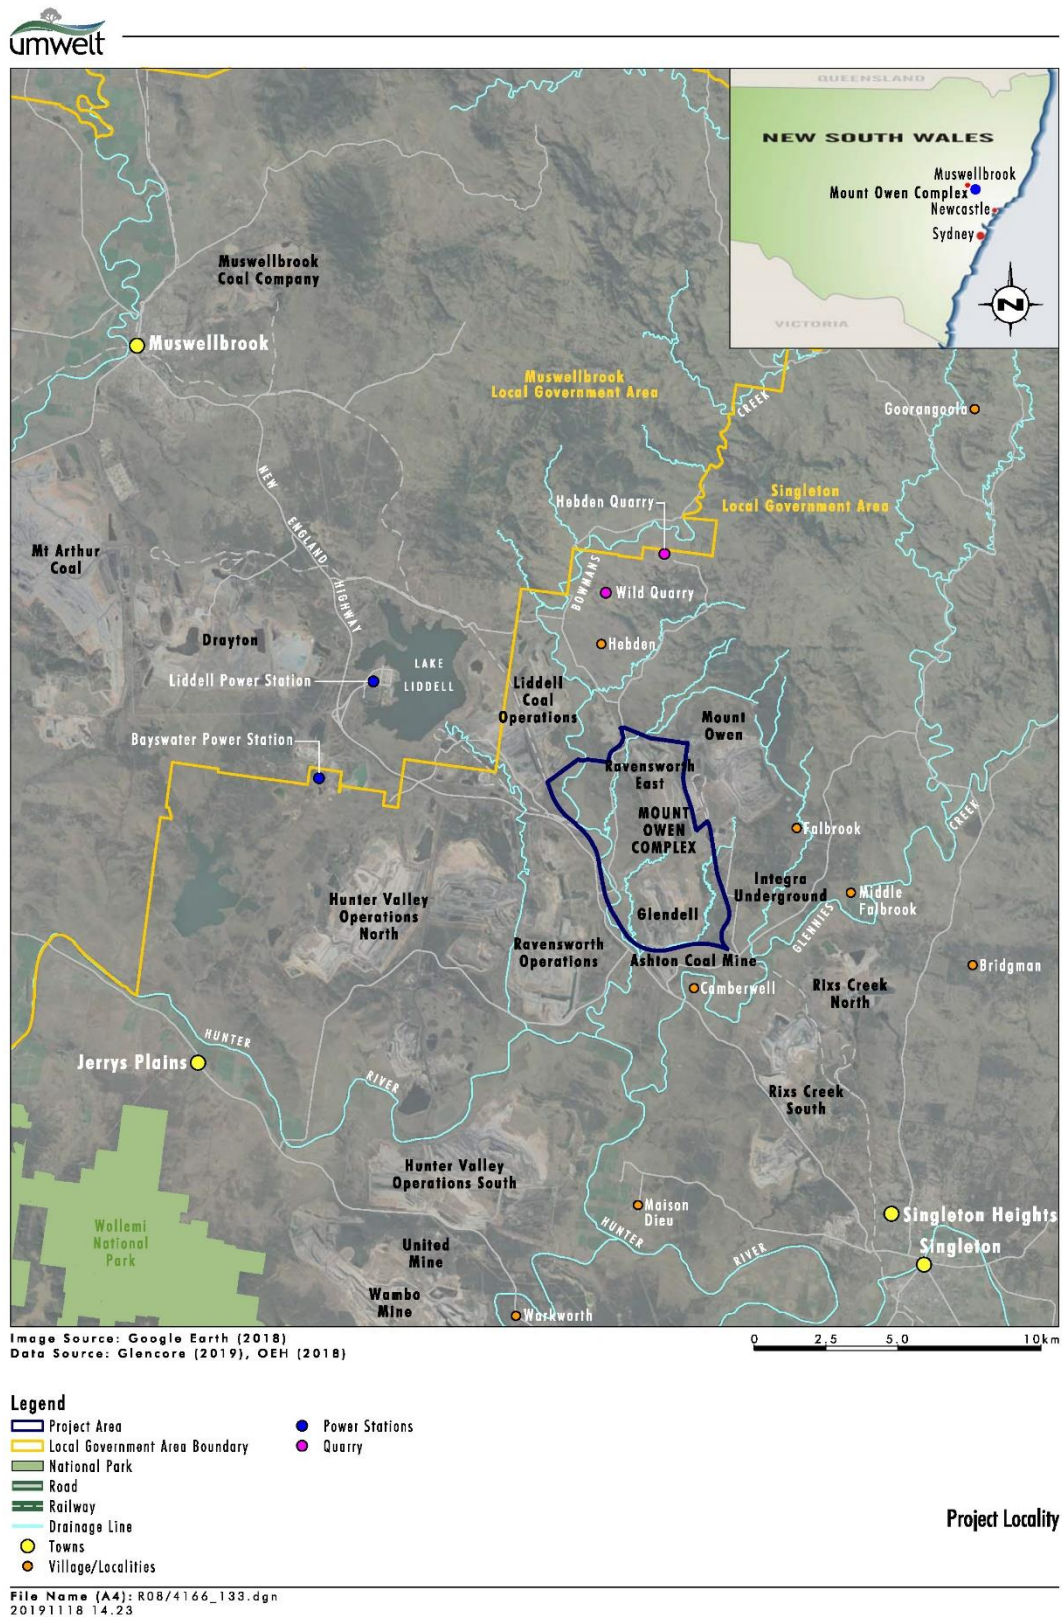 umwelt
QUEENSLAND
NEW SOUTH WALES
Muswellbrook
Mount Owen Complex
Newcastle
Sydney
N
VICTORIA
Muswellbrook
Coal Company
Muswellbrook
Muswellbrook
Local Government Area
CREEK
Goorangoola
NEW
ENGLAND
HIGHWAY
Singleton
Local Government Area
Hebden Quarry
Mt Arthur
Coal
BOWMANS
Wild Quarry
Drayton
Hebden
LAKE
LIDDELL
Liddell Power Station
Liddell
Coal
Operations
Mount
Owen
Bayswater Power Station
Ravensworth
East
MOUNT
OWEN
COMPLEX
CREEK
Falbrook
Integra
Underground
Middle
Falbrook
Hunter Valley
Operations
North
Glendell
GLENNIES
Ravensworth
Operations
Ashton Coal Mine
Bridgman
Camberwell
Rixs Creek
North
HUNTER
Jerrys Plains
RIVER
Rixs Creek
South
Hunter Valley
Operations South
Maison
Dieu
Singleton Heights
Wollemi
National
Park
HUNTER
RIVER
Singleton
United
Mine
Wambo
Mine
Warkworth
Image Source: Google Earth (2018)
Data Source: Glencore (2019), OEH (2018)
0 2.5 5.0 10km
Legend
Project Area
Local Government Area Boundary
National Park
Road
Railway
Drainage Line
Towns
Village/Localities
Power Stations
Quarry
Project Locality
File Name (A4): R08/4166_133.dgn
20191118 14.23